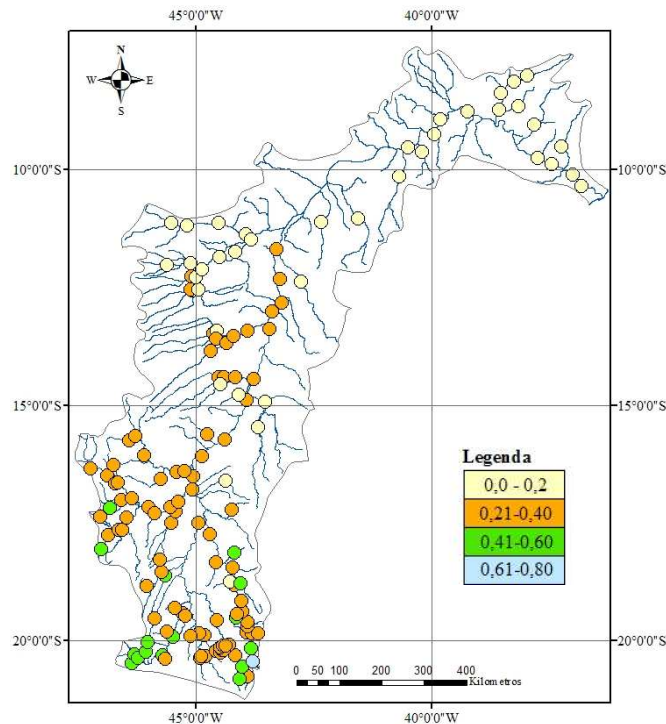 45°0'0"W 40°0'0"W
N
W E
S
10°0'0"S 10°0'0"S
15°0'0"S 15°0'0"S
Legenda
0,0 - 0,2
0,21-0,40
0,41-0,60
0,61-0,80
20°0'0"S 20°0'0"S
0 50 100 200 300 400
Kilometros
45°0'0"W 40°0'0"W